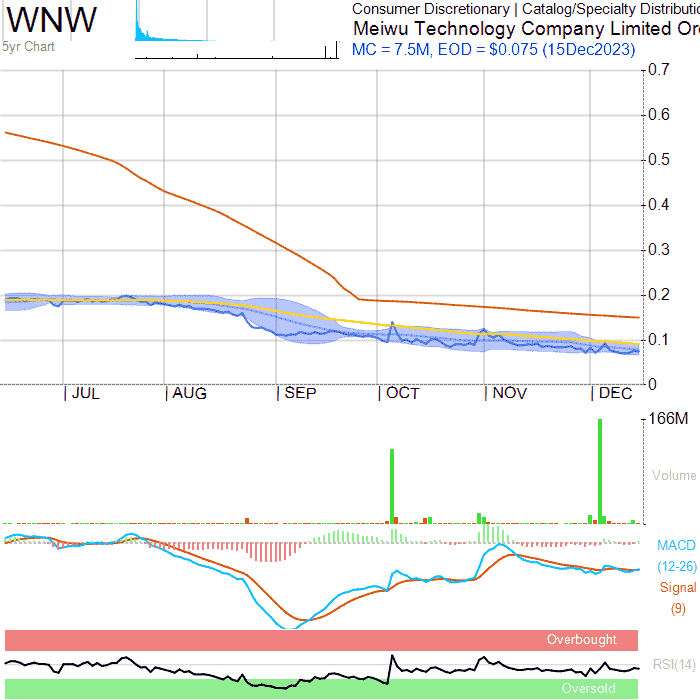 WNW
5yr Chart
Consumer Discretionary | Catalog/Specialty Distributio
Meiwu Technology Company Limited Or
MC = 7.5M, EOD = $0.075 (15Dec2023)
0.7
0.6
0.5
0.4
0.3
0.2
0.1
0
JUL AUG SEP OCT NOV DEC
166M
Volume
MACD
(12-26)
Signal
(9)
Overbought
RSI(14)
Oversold